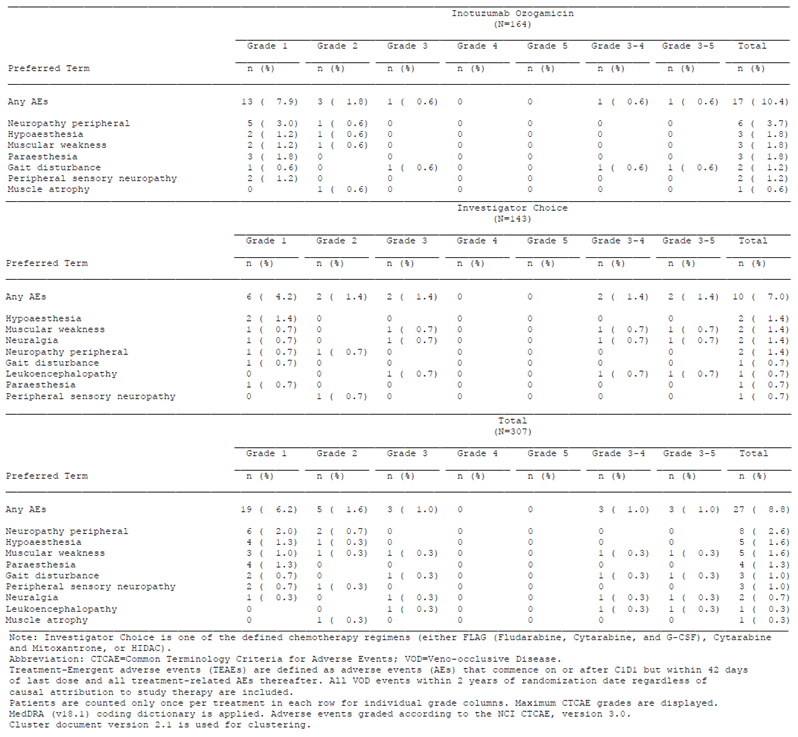 Inotuzumab Ozogamicin
(N=164)
Grade 1 Grade 2 Grade 3 Grade 4 Grade 5 Grade 3-4 Grade 3-5 Total
Preferred Term n (%) n (%) n (%) n (%) n (%) n (%) n (%) n (%)
Any AEs 13 ( 7.9) 3 ( 1.8) 1 ( 0.6) 0 0 1 ( 0.6) 1 ( 0.6) 17 ( 10.4)
Neuropathy peripheral 5 ( 3.0) 1 ( 0.6) 0 0 0 0 0 6 ( 3.7)
Hypoaesthesia 2 ( 1.2) 1 ( 0.6) 0 0 0 0 0 3 ( 1.8)
Muscular weakness 2 ( 1.2) 1 ( 0.6) 0 0 0 0 0 3 ( 1.8)
Paraesthesia 3 ( 1.8) 0 0 0 0 0 0 3 ( 1.8)
Gait disturbance 1 ( 0.6) 0 1 ( 0.6) 0 0 1 ( 0.6) 1 ( 0.6) 2 ( 1.2)
Peripheral sensory neuropathy 2 ( 1.2) 0 0 0 0 0 0 2 ( 1.2)
Muscle atrophy 0 1 ( 0.6) 0 0 0 0 0 1 ( 0.6)
Investigator Choice
(N=143)
Grade 1 Grade 2 Grade 3 Grade 4 Grade 5 Grade 3-4 Grade 3-5 Total
Preferred Term n (%) n (%) n (%) n (%) n (%) n (%) n (%) n (%)
Any AEs 6 ( 4.2) 2 ( 1.4) 2 ( 1.4) 0 0 2 ( 1.4) 2 ( 1.4) 10 ( 7.0)
Hypoaesthesia 2 ( 1.4) 0 0 0 0 0 0 2 ( 1.4)
Muscular weakness 1 ( 0.7) 0 1 ( 0.7) 0 0 1 ( 0.7) 1 ( 0.7) 2 ( 1.4)
Neuralgia 1 ( 0.7) 0 1 ( 0.7) 0 0 1 ( 0.7) 1 ( 0.7) 2 ( 1.4)
Neuropathy peripheral 1 ( 0.7) 1 ( 0.7) 0 0 0 0 0 2 ( 1.4)
Gait disturbance 1 ( 0.7) 0 0 0 0 0 0 1 ( 0.7)
Leukoencephalopathy 0 0 1 ( 0.7) 0 0 1 ( 0.7) 1 ( 0.7) 1 ( 0.7)
Paraesthesia 1 ( 0.7) 0 0 0 0 0 0 1 ( 0.7)
Peripheral sensory neuropathy 0 1 ( 0.7) 0 0 0 0 0 1 ( 0.7)
Total
(N=307)
Grade 1 Grade 2 Grade 3 Grade 4 Grade 5 Grade 3-4 Grade 3-5 Total
Preferred Term n (%) n (%) n (%) n (%) n (%) n (%) n (%) n (%)
Any AEs 19 ( 6.2) 5 ( 1.6) 3 ( 1.0) 0 0 3 ( 1.0) 3 ( 1.0) 27 ( 8.8)
Neuropathy peripheral 6 ( 2.0) 2 ( 0.7) 0 0 0 0 0 8 ( 2.6)
Hypoaesthesia 4 ( 1.3) 1 ( 0.3) 0 0 0 0 0 5 ( 1.6)
Muscular weakness 3 ( 1.0) 1 ( 0.3) 1 ( 0.3) 0 0 1 ( 0.3) 1 ( 0.3) 5 ( 1.6)
Paraesthesia 4 ( 1.3) 0 0 0 0 0 0 4 ( 1.3)
Gait disturbance 2 ( 0.7) 0 1 ( 0.3) 0 0 1 ( 0.3) 1 ( 0.3) 3 ( 1.0)
Peripheral sensory neuropathy 2 ( 0.7) 1 ( 0.3) 0 0 0 0 0 3 ( 1.0)
Neuralgia 1 ( 0.3) 0 1 ( 0.3) 0 0 1 ( 0.3) 1 ( 0.3) 2 ( 0.7)
Leukoencephalopathy 0 0 1 ( 0.3) 0 0 1 ( 0.3) 1 ( 0.3) 1 ( 0.3)
Muscle atrophy 0 1 ( 0.3) 0 0 0 0 0 1 ( 0.3)
Note: Investigator Choice is one of the defined chemotherapy regimens (either FLAG (Fludarabine, Cytarabine, and G-CSF), Cytarabine
and Mitoxantrone, or HIDAC).
Abbreviation: CTCAE=Common Terminology Criteria for Adverse Events; VOD=Veno-occlusive Disease.
Treatment-Emergent adverse events (TEAEs) are defined as adverse events (AEs) that commence on or after C1D1 but within 42 days
of last dose and all treatment-related AEs thereafter. All VOD events within 2 years of randomization date regardless of
causal attribution to study therapy are included.
Patients are counted only once per treatment in each row for individual grade columns. Maximum CTCAE grades are displayed.
MedDRA (v18.1) coding dictionary is applied. Adverse events graded according to the NCI CTCAE, version 3.0.
Cluster document version 2.1 is used for clustering.